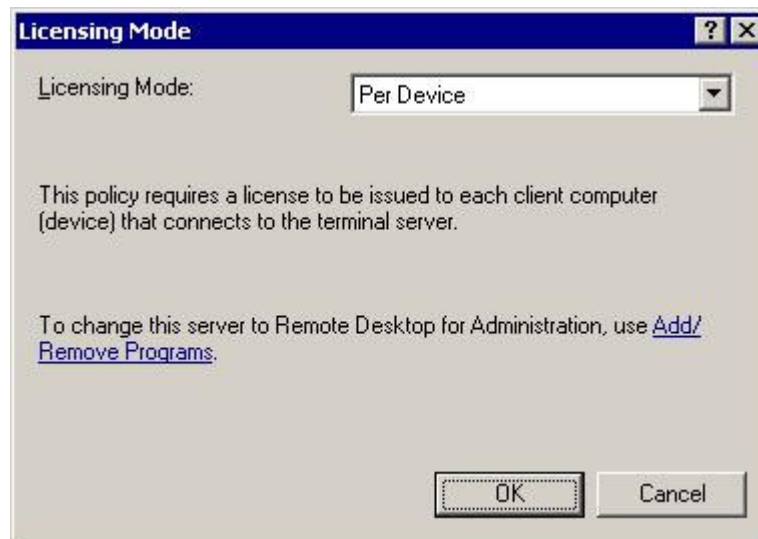 Licensing Mode
Licensing Mode: Per Device
This policy requires a license to be issued to each client computer
(device) that connects to the terminal server.
To change this server to Remote Desktop for Administration, use Add/
Remove Programs.
OK Cancel